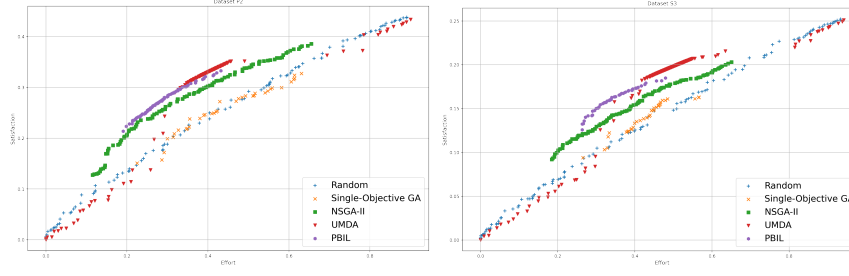 Dataset P2
0.4
0.3
0.2
0.1
0.0
Satisfaction
0.0
0.2
0.4
0.6
0.8
Effort
Random
Single-Objective GA
NSGA-II
UMDA
PBIL
Dataset S3
0.25
0.20
0.15
0.10
0.05
0.00
Satisfaction
0.0
0.2
0.4
0.6
0.8
Effort
Random
Single-Objective GA
NSGA-II
UMDA
PBIL